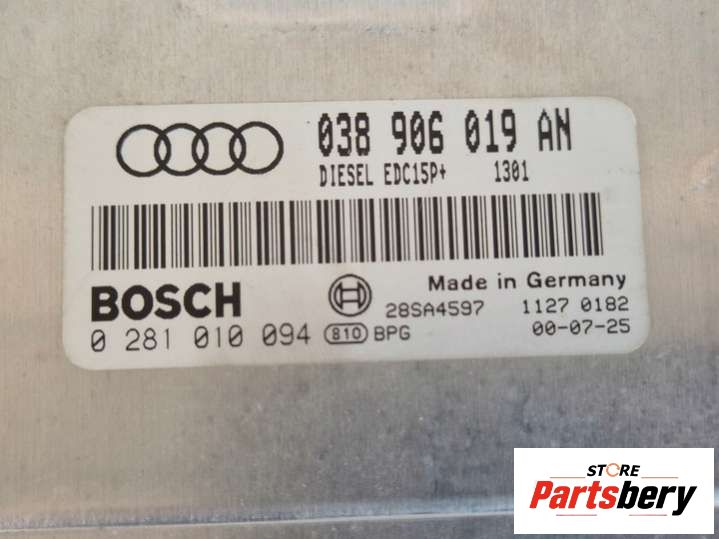 038 906 019 AN
DIESEL EDC15P+ 1301
BOSCH
Made in Germany
28SA4597 1127 0182
0 281 010 094 810 BPG 00-07-25
STORE
Partsbery